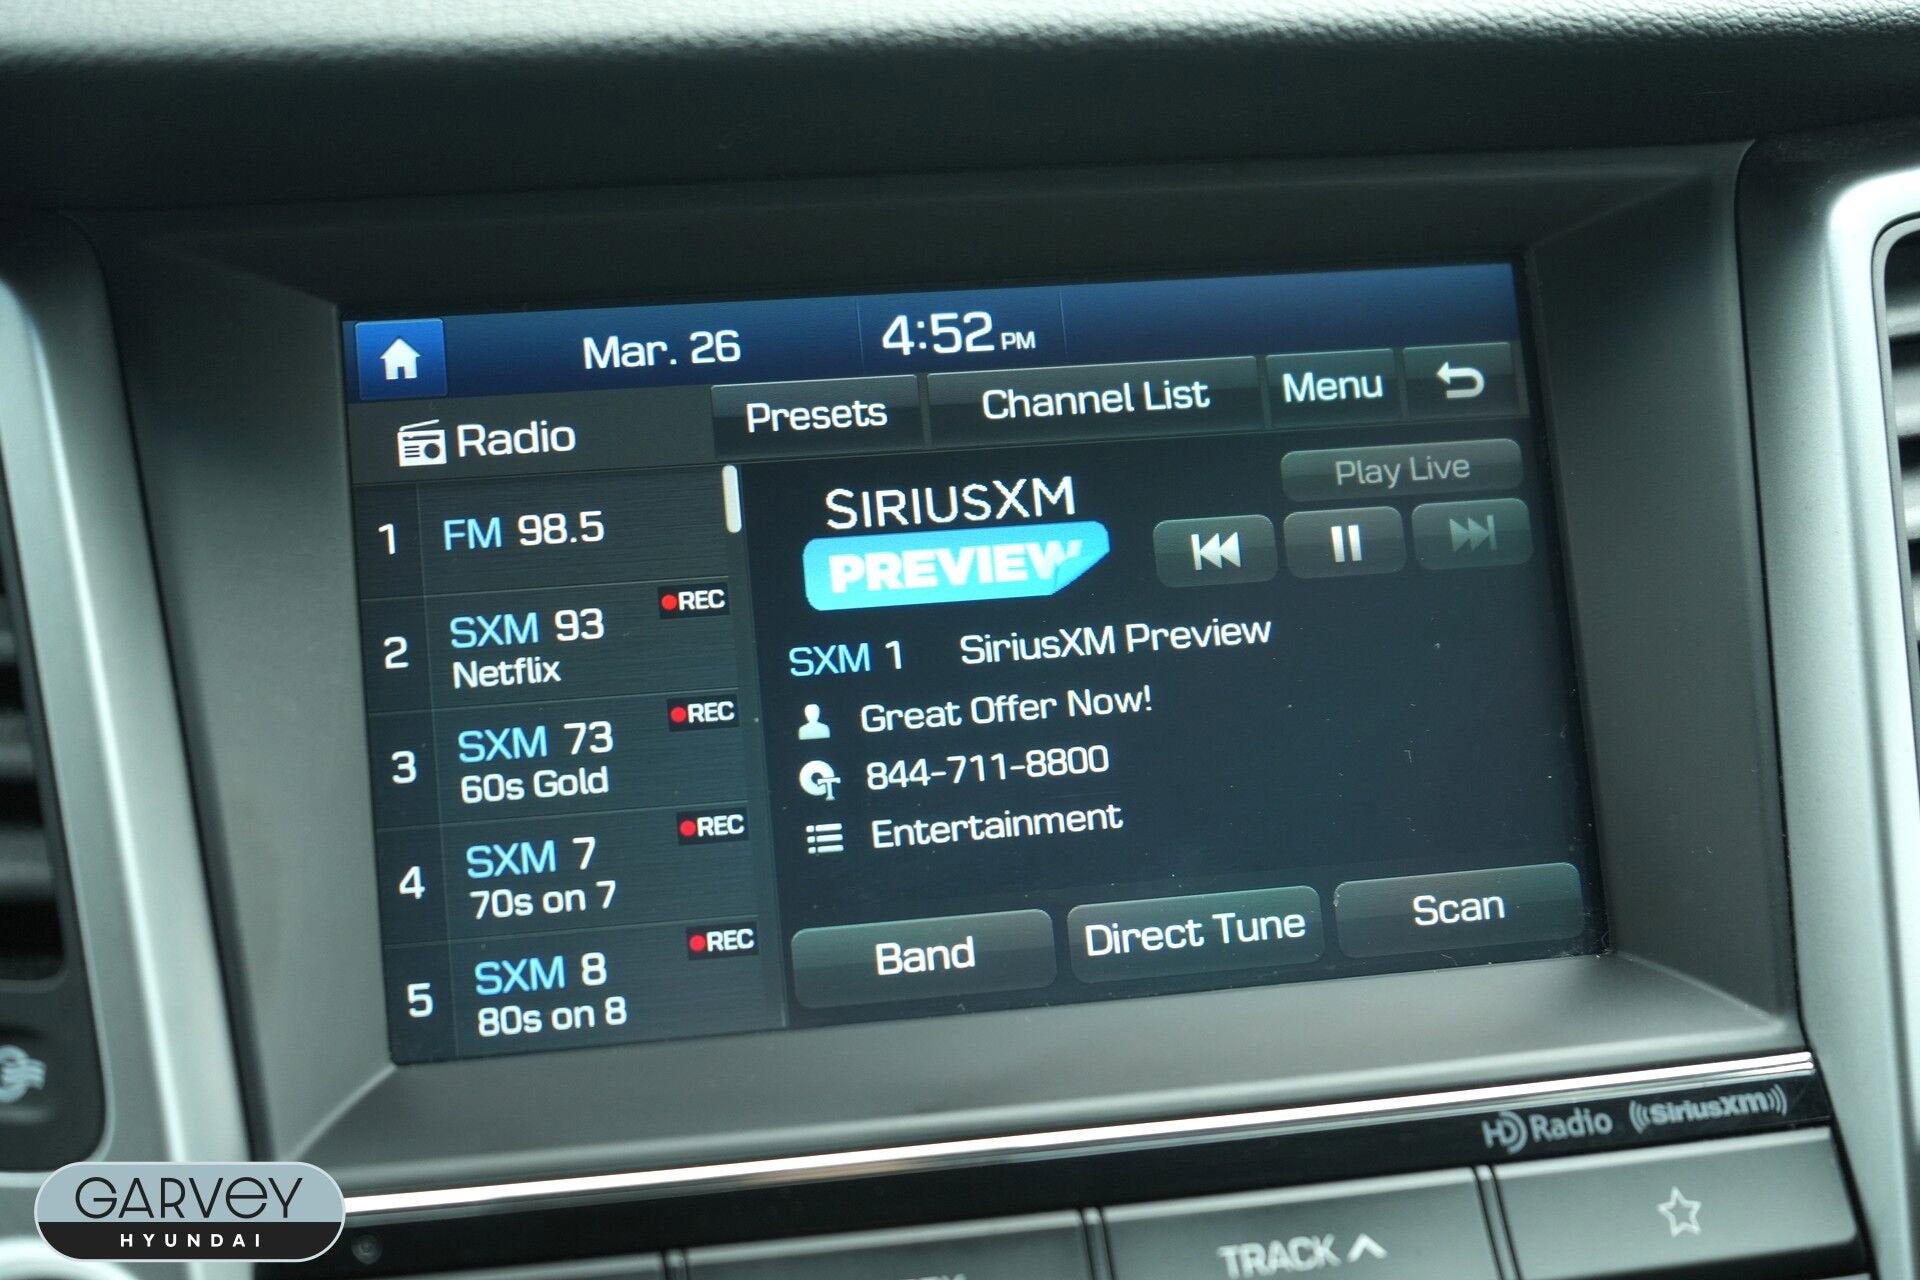 Mar. 26
4:52 PM
Radio
Presets
Channel List
Menu
1 FM 98.5
2 SXM 93
Netflix
REC
3 SXM 73
60s Gold
REC
4 SXM 7
70s on 7
REC
5 SXM 8
80s on 8
REC
SIRIUSXM
PREVIEW
Play Live
SXM 1 SiriusXM Preview
Great Offer Now!
844-711-8800
Entertainment
Band
Direct Tune
Scan
HD Radio
((SiriusXM))
TRACK
GARVEY
HYUNDAI